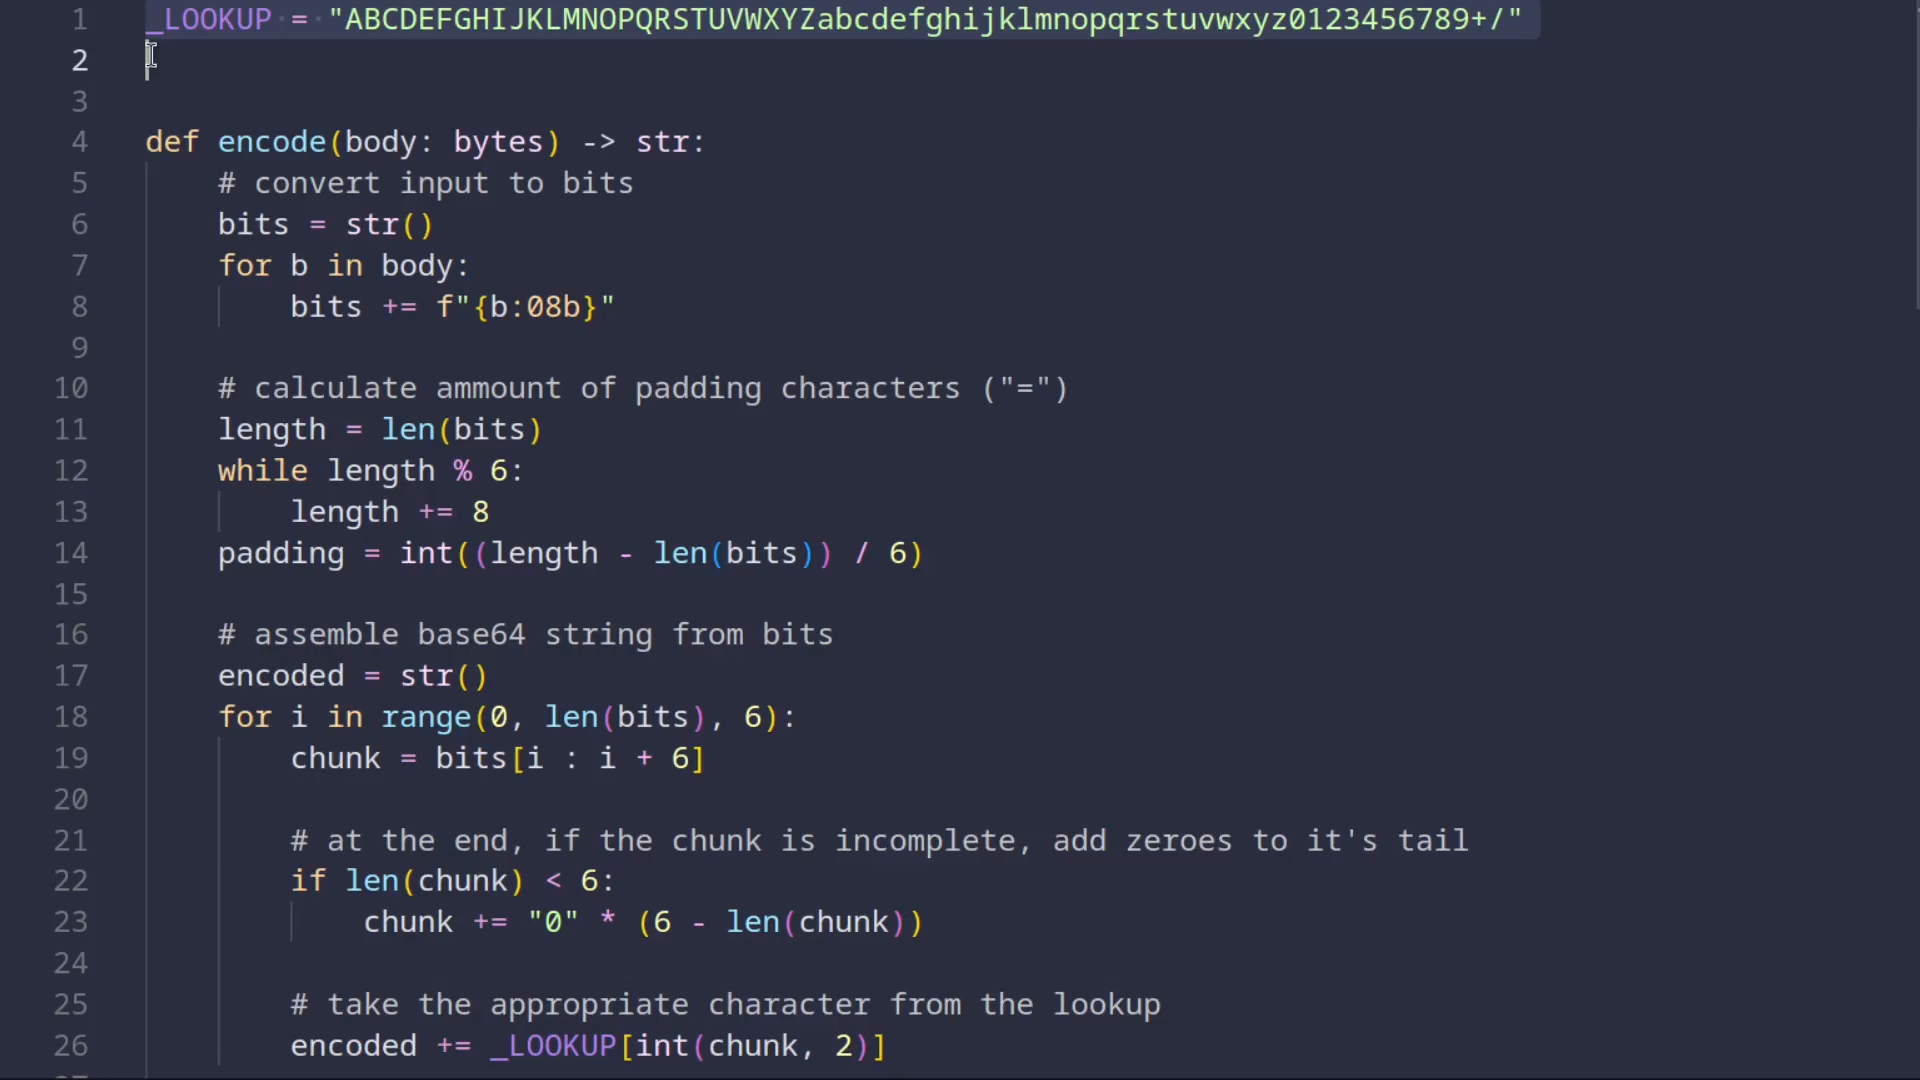 1 _LOOKUP = "ABCDEFGHIJKLMNOPQRSTUVWXYZabcdefghijklmnopqrstuvwxyz0123456789+/"
2
3
4 def encode(body: bytes) -> str:
5     # convert input to bits
6     bits = str()
7     for b in body:
8         bits += f"{b:08b}"
9
10     # calculate ammount of padding characters ("=")
11     length = len(bits)
12     while length % 6:
13         length += 8
14     padding = int((length - len(bits)) / 6)
15
16     # assemble base64 string from bits
17     encoded = str()
18     for i in range(0, len(bits), 6):
19         chunk = bits[i : i + 6]
20
21         # at the end, if the chunk is incomplete, add zeroes to it's tail
22         if len(chunk) < 6:
23             chunk += "0" * (6 - len(chunk))
24
25         # take the appropriate character from the lookup
26         encoded += _LOOKUP[int(chunk, 2)]